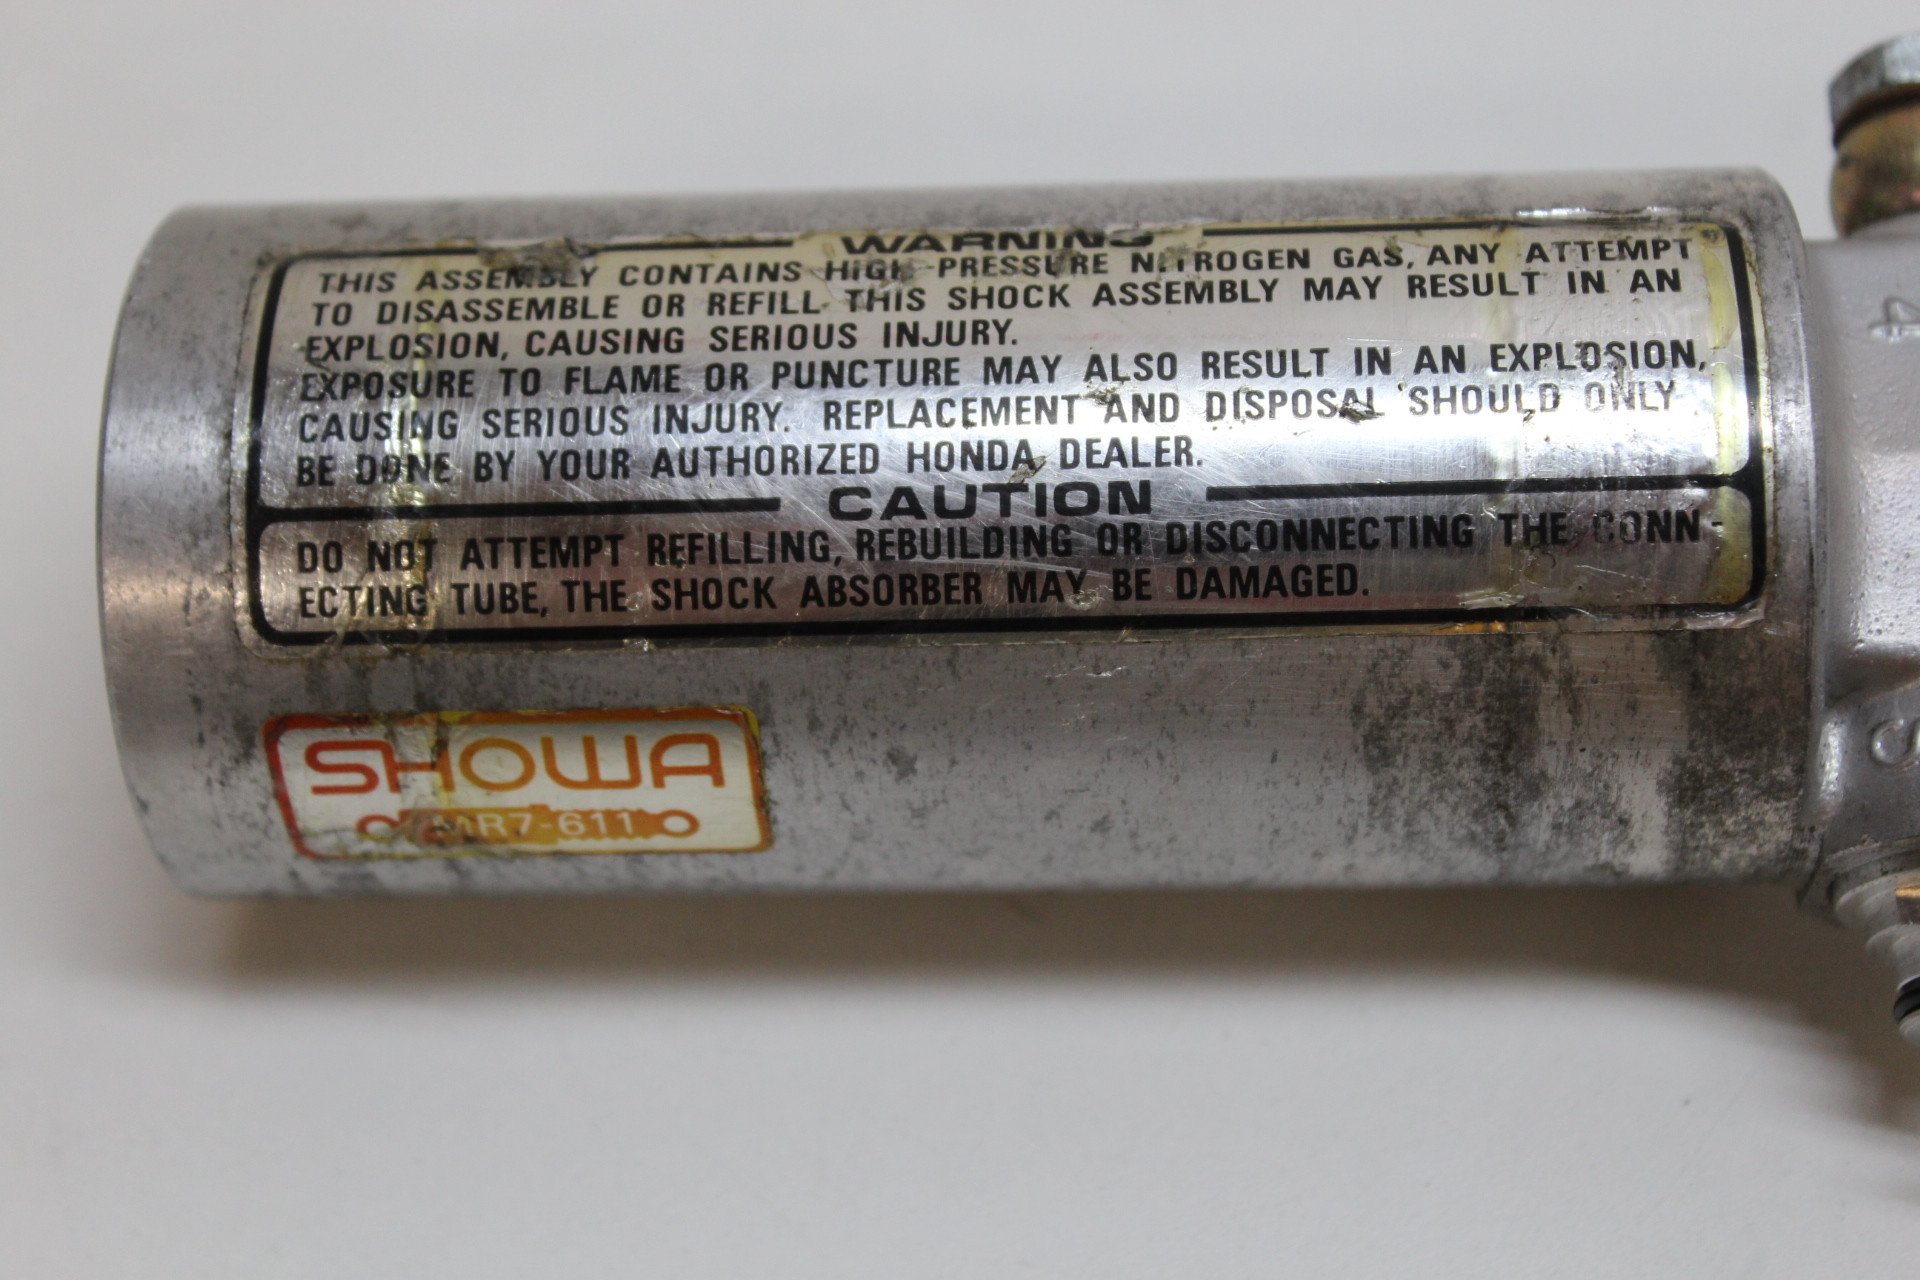 WARNING
THIS ASSEMBLY CONTAINS HIGH PRESSURE NITROGEN GAS, ANY ATTEMPT
TO DISASSEMBLE OR REFILL THIS SHOCK ASSEMBLY MAY RESULT IN AN
EXPLOSION, CAUSING SERIOUS INJURY.
EXPOSURE TO FLAME OR PUNCTURE MAY ALSO RESULT IN AN EXPLOSION,
CAUSING SERIOUS INJURY. REPLACEMENT AND DISPOSAL SHOULD ONLY
BE DONE BY YOUR AUTHORIZED HONDA DEALER.
CAUTION
DO NOT ATTEMPT REFILLING, REBUILDING OR DISCONNECTING THE CONN-
ECTING TUBE, THE SHOCK ABSORBER MAY BE DAMAGED.
SHOWA
MR7-611
4